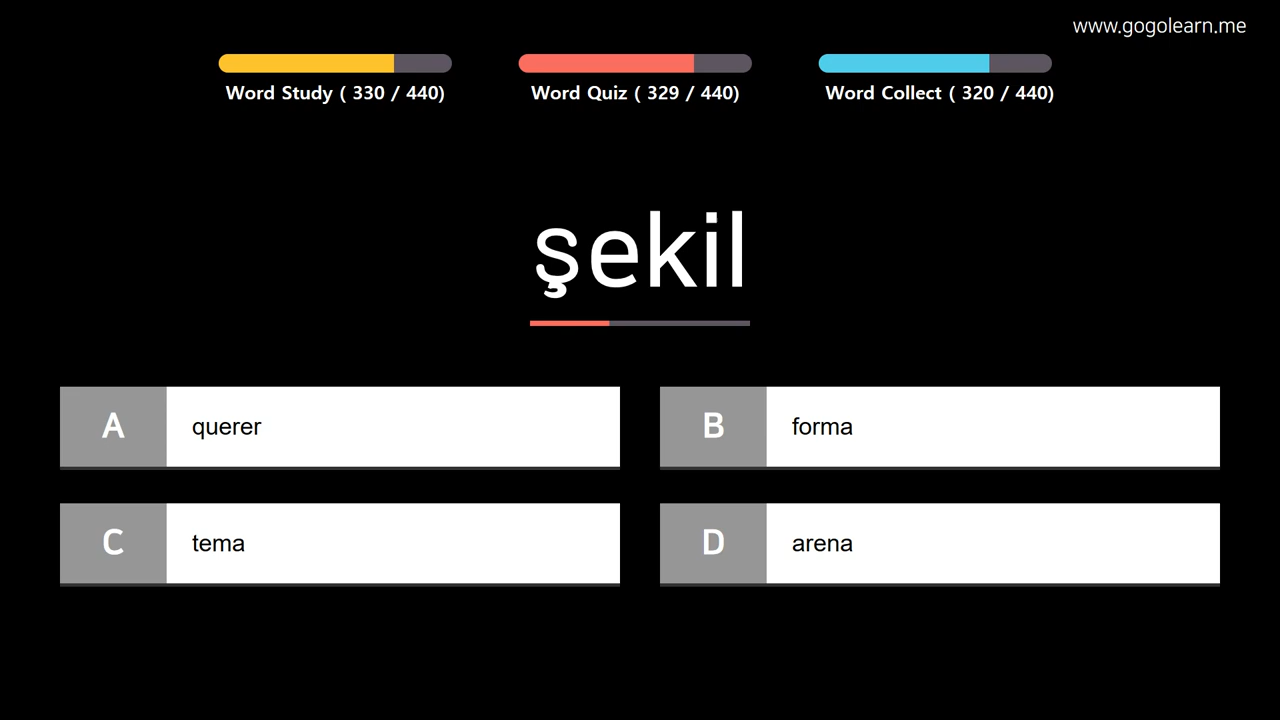 www.gogolearn.me
Word Study ( 330 / 440)
Word Quiz ( 329 / 440)
Word Collect ( 320 / 440)
şekil
A querer
B forma
C tema
D arena